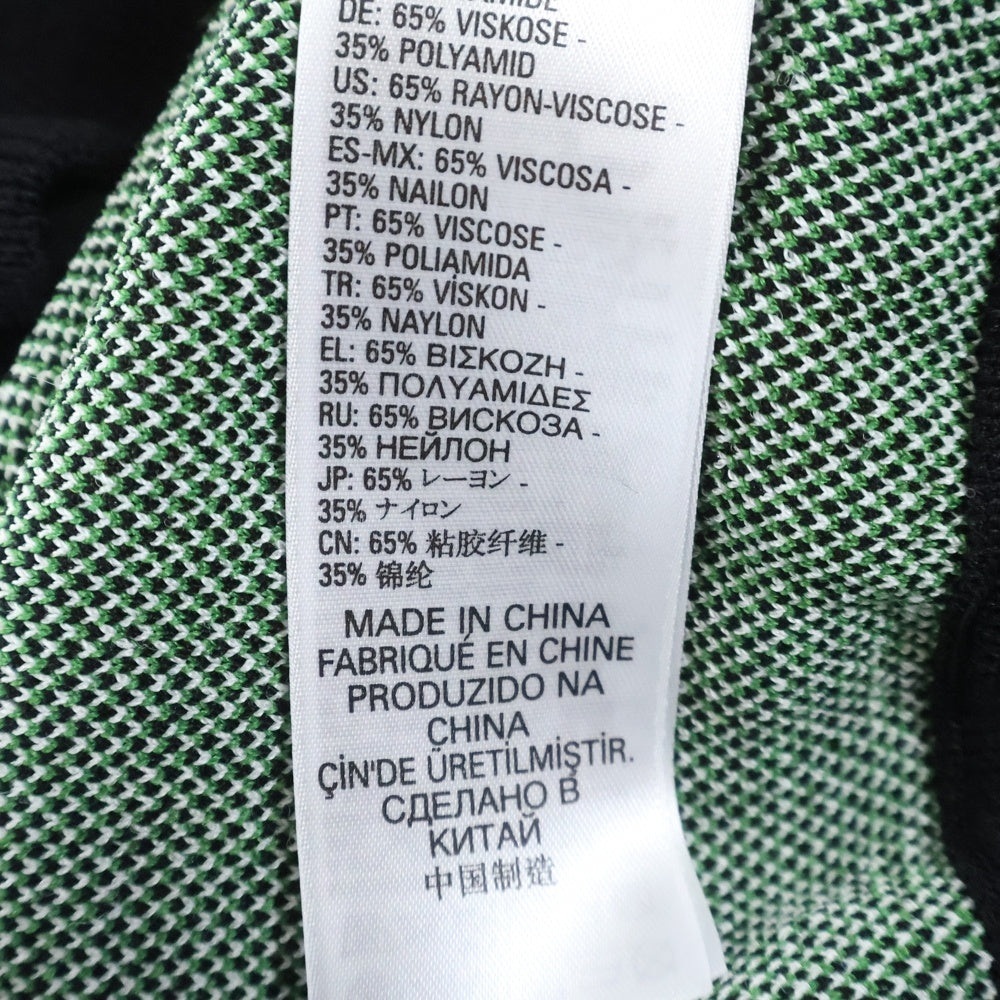 DE: 65% VISKOSE -
35% POLYAMID
US: 65% RAYON-VISCOSE -
35% NYLON
ES-MX: 65% VISCOSA -
35% NAILON
PT: 65% VISCOSE -
35% POLIAMIDA
TR: 65% VİSKON -
35% NAYLON
EL: 65% ΒΙΣΚΟΖΗ -
35% ΠΟΛΥΑΜΙΔΕΣ
RU: 65% ВИСКОЗА -
35% НЕЙЛОН
JP: 65% レーヨン -
35% ナイロン
CN: 65% 粘胶纤维 -
35% 锦纶
MADE IN CHINA
FABRIQUÉ EN CHINE
PRODUZIDO NA
CHINA
ÇİN'DE ÜRETİLMİŞTİR.
СДЕЛАНО В
КИТАЙ
中国制造